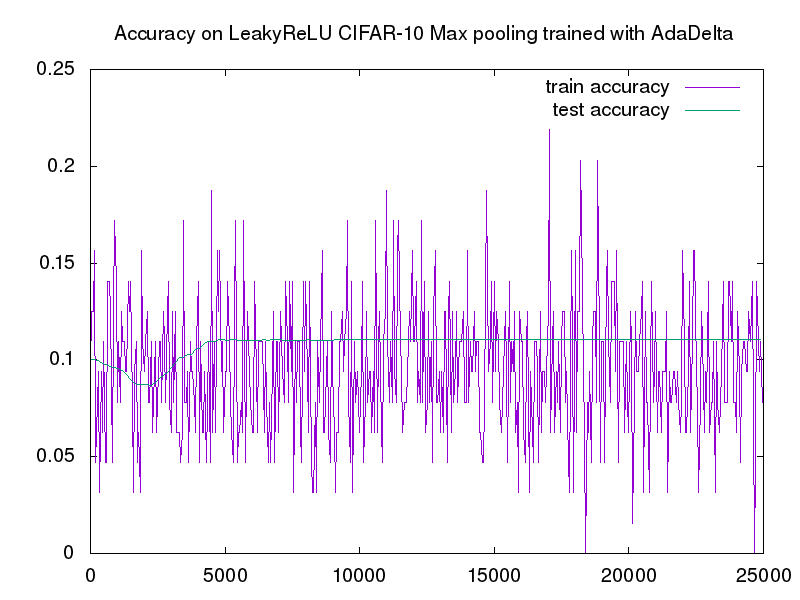 Accuracy on LeakyReLU CIFAR-10 Max pooling trained with AdaDelta
0.25
train accuracy
test accuracy
0.2
0.15
0.1
0.05
0
0 5000 10000 15000 20000 25000